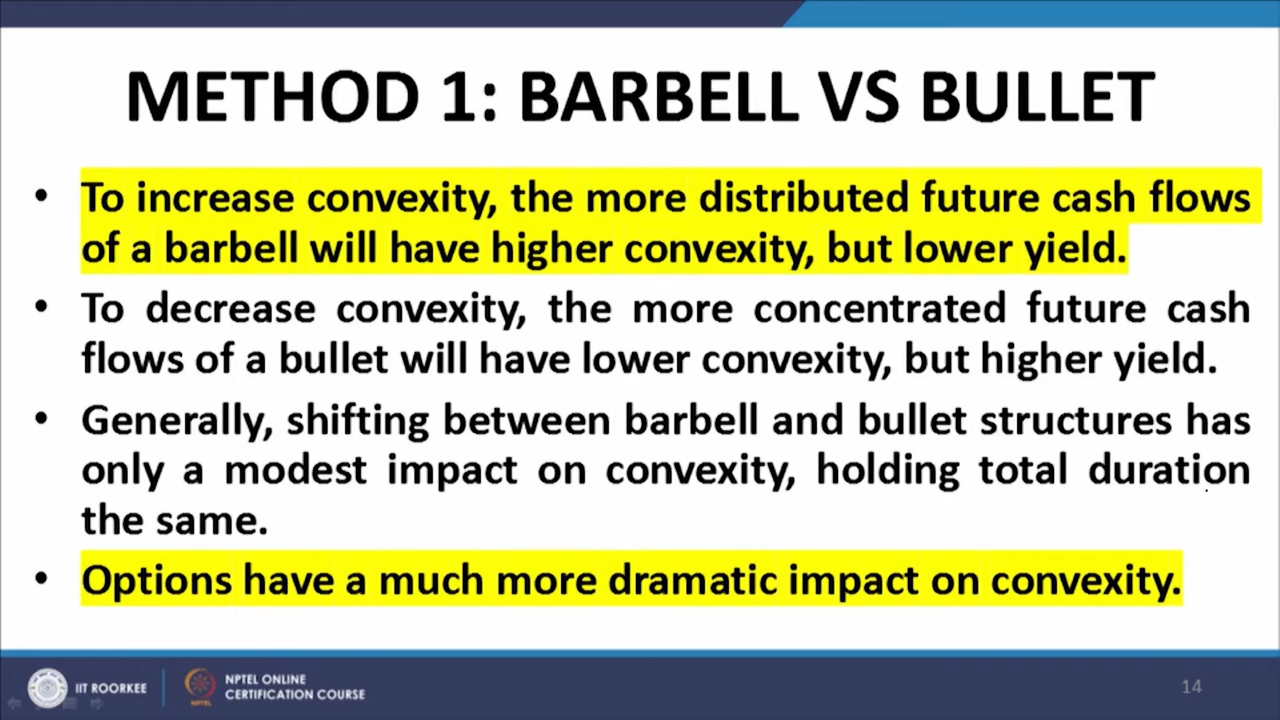 METHOD 1: BARBELL VS BULLET
• To increase convexity, the more distributed future cash flows
of a barbell will have higher convexity, but lower yield.
• To decrease convexity, the more concentrated future cash
flows of a bullet will have lower convexity, but higher yield.
• Generally, shifting between barbell and bullet structures has
only a modest impact on convexity, holding total duration
the same.
• Options have a much more dramatic impact on convexity.
IIT ROORKEE
NPTEL
NPTEL ONLINE
CERTIFICATION COURSE
14